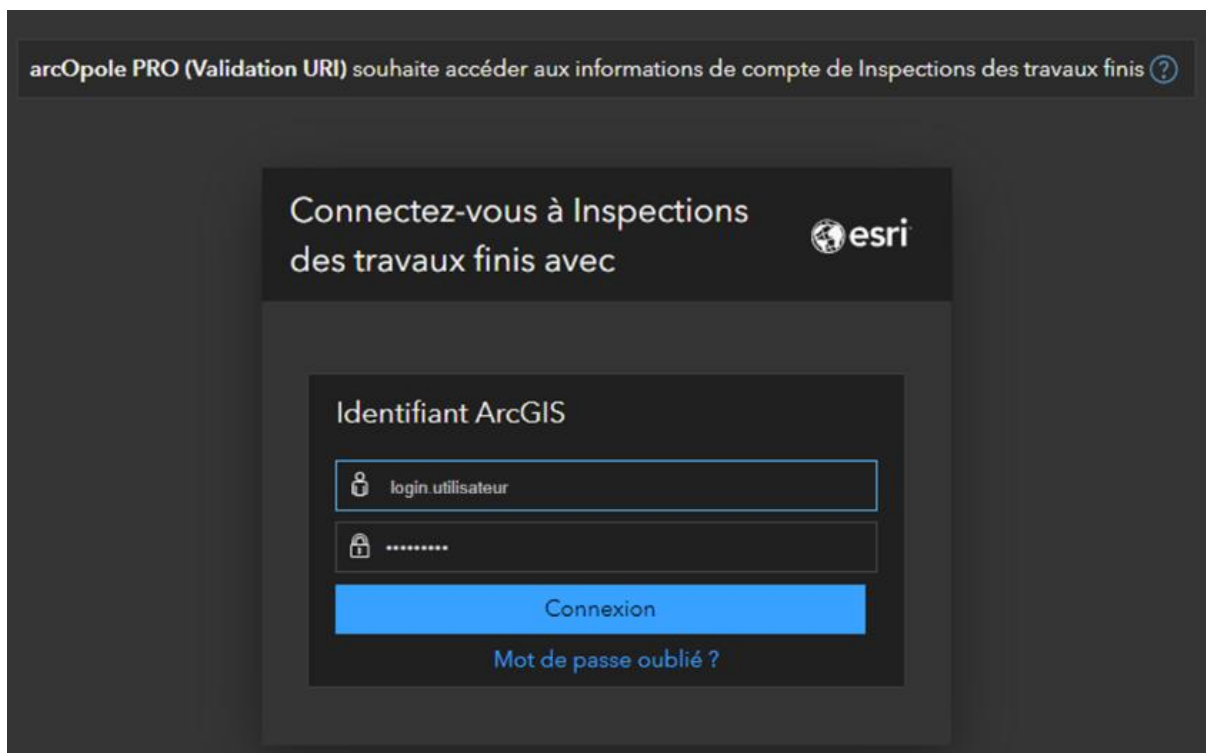 arcOpole PRO (Validation URI) souhaite accéder aux informations de compte de Inspections des travaux finis ?
Connectez-vous à Inspections
des travaux finis avec
esri
Identifiant ArcGIS
login.utilisateur
•••••••••
Connexion
Mot de passe oublié ?